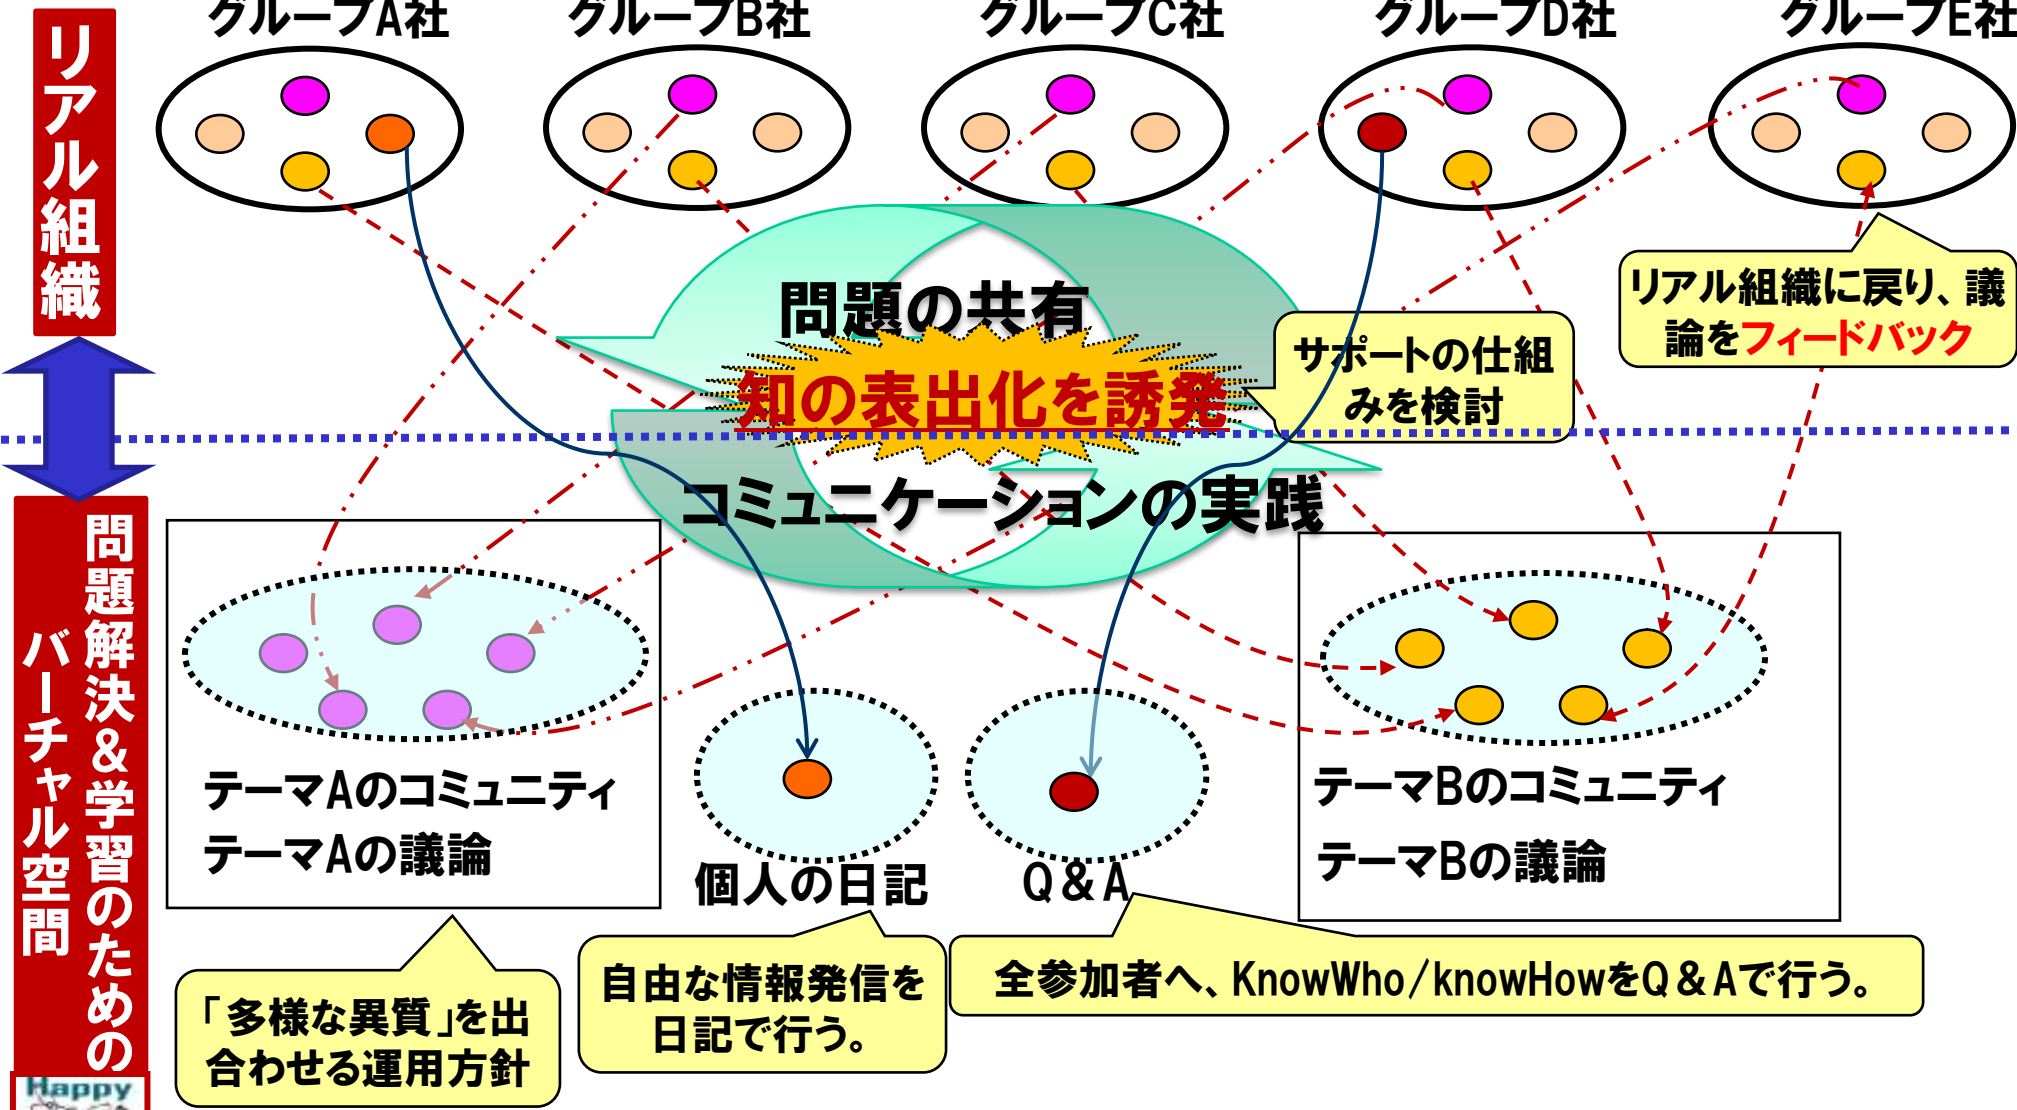 グループA社
グループB社
グループC社
グループD社
グループE社
リアル組織
問題の共有
知の表出化を誘発
コミュニケーションの実践
サポートの仕組
みを検討
リアル組織に戻り、議
論をフィードバック
問題解決&学習のための
バーチャル空間
テーマAのコミュニティ
テーマAの議論
個人の日記
Q&A
テーマBのコミュニティ
テーマBの議論
「多様な異質」を出
合わせる運用方針
自由な情報発信を
日記で行う。
全参加者へ、KnowWho/knowHowをQ&Aで行う。
Happy